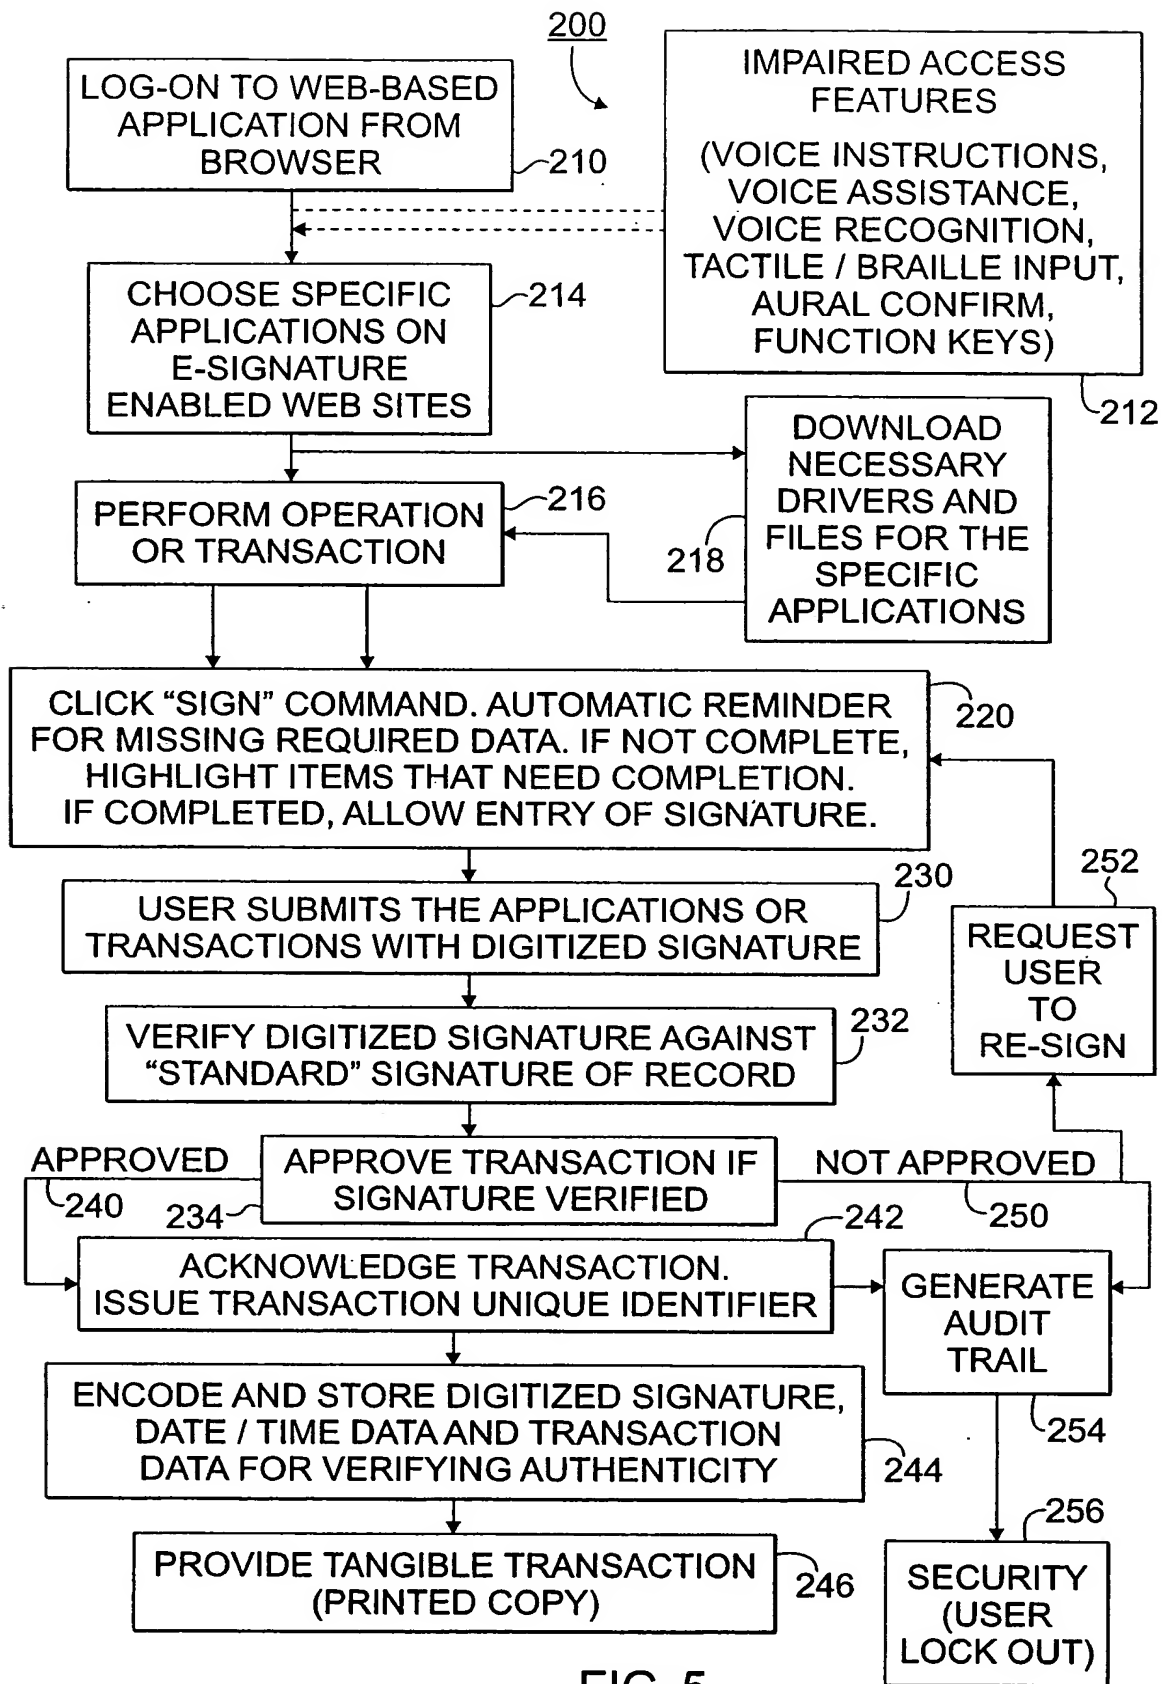 200
LOG-ON TO WEB-BASED
APPLICATION FROM
BROWSER
210
IMPAIRED ACCESS
FEATURES
(VOICE INSTRUCTIONS,
VOICE ASSISTANCE,
VOICE RECOGNITION,
TACTILE / BRAILLE INPUT,
AURAL CONFIRM,
FUNCTION KEYS)
212
CHOOSE SPECIFIC
APPLICATIONS ON
E-SIGNATURE
ENABLED WEB SITES
214
DOWNLOAD
NECESSARY
DRIVERS AND
FILES FOR THE
SPECIFIC
APPLICATIONS
218
PERFORM OPERATION
OR TRANSACTION
216
CLICK “SIGN” COMMAND. AUTOMATIC REMINDER
FOR MISSING REQUIRED DATA. IF NOT COMPLETE,
HIGHLIGHT ITEMS THAT NEED COMPLETION.
IF COMPLETED, ALLOW ENTRY OF SIGNATURE.
220
USER SUBMITS THE APPLICATIONS OR
TRANSACTIONS WITH DIGITIZED SIGNATURE
230
252
REQUEST
USER
TO
RE-SIGN
VERIFY DIGITIZED SIGNATURE AGAINST
“STANDARD” SIGNATURE OF RECORD
232
APPROVED
240
APPROVE TRANSACTION IF
SIGNATURE VERIFIED
234
NOT APPROVED
250
242
ACKNOWLEDGE TRANSACTION.
ISSUE TRANSACTION UNIQUE IDENTIFIER
GENERATE
AUDIT
TRAIL
254
ENCODE AND STORE DIGITIZED SIGNATURE,
DATE / TIME DATA AND TRANSACTION
DATA FOR VERIFYING AUTHENTICITY
244
256
PROVIDE TANGIBLE TRANSACTION
(PRINTED COPY)
246
SECURITY
(USER
LOCK OUT)
FIG. 5